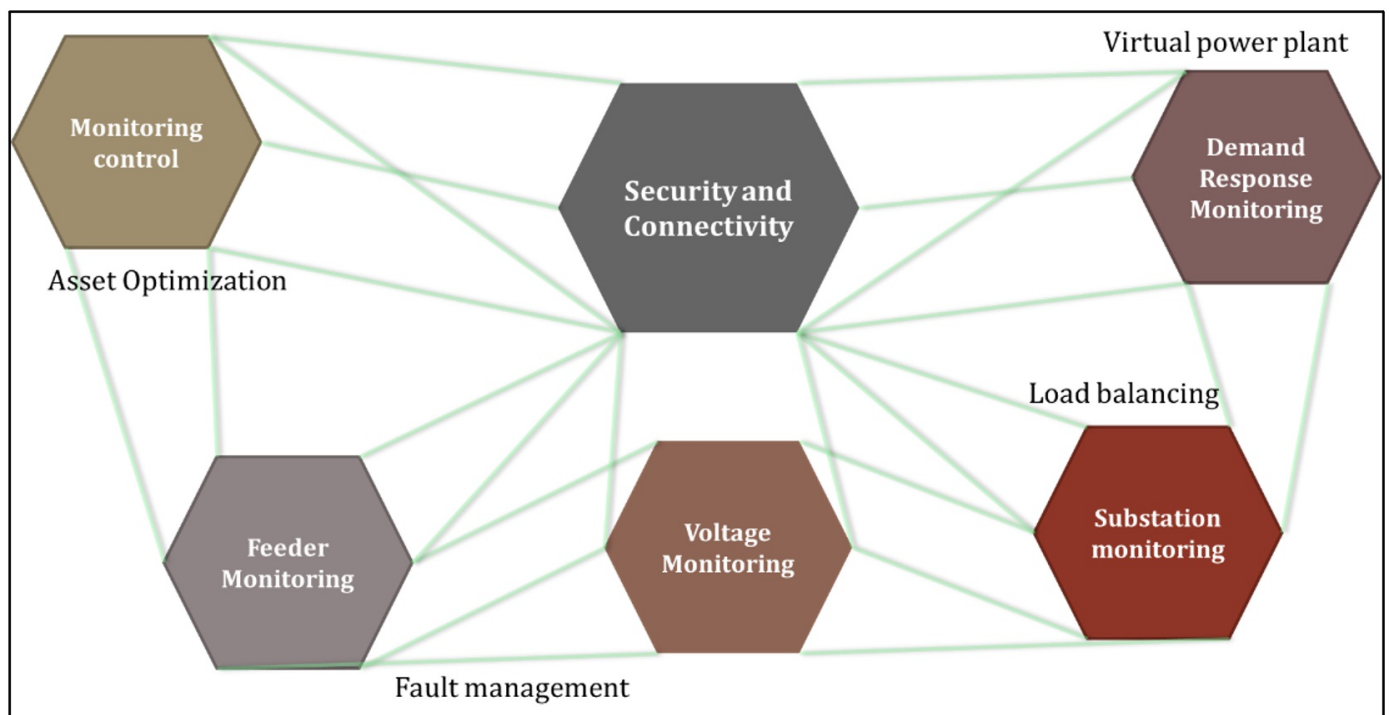 Virtual power plant
Monitoring
control
Security and
Connectivity
Demand
Response
Monitoring
Asset Optimization
Load balancing
Feeder
Monitoring
Voltage
Monitoring
Substation
monitoring
Fault management